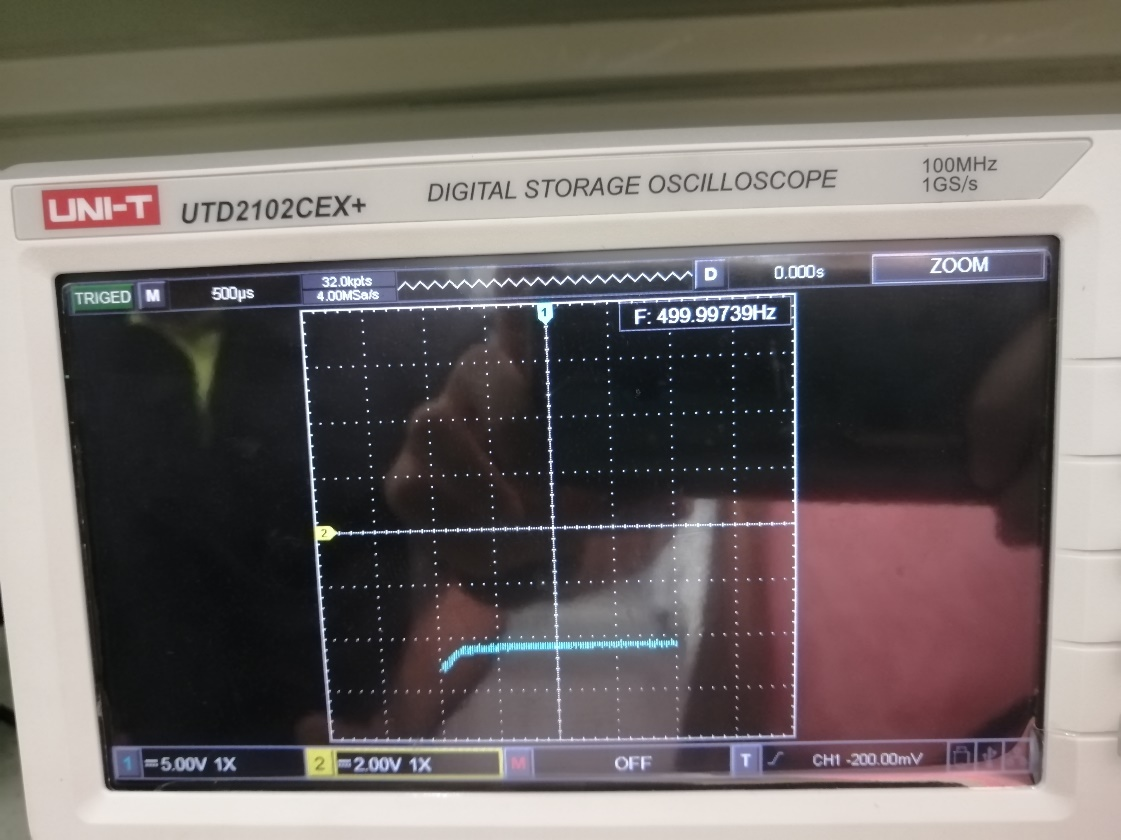 UNI-T UTD2102CEX+ DIGITAL STORAGE OSCILLOSCOPE 100MHz
1GS/s
TRIGED M 500μs 32.0kpts D 0.000s ZOOM
4.00MSa/s
1 F: 499.99739Hz
2
1 5.00V 1X 2 2.00V 1X M OFF T CH1 -200.00mV